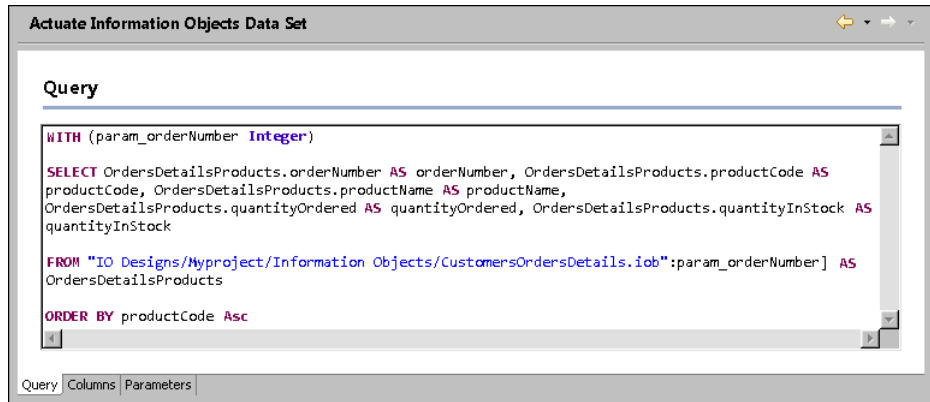 Actuate Information Objects Data Set
Query
WITH (param_orderNumber Integer)
SELECT OrdersDetailsProducts.orderNumber AS orderNumber, OrdersDetailsProducts.productCode AS
productCode, OrdersDetailsProducts.productName AS productName,
OrdersDetailsProducts.quantityOrdered AS quantityOrdered, OrdersDetailsProducts.quantityInStock AS
quantityInStock
FROM "IO Designs/Myproject/Information Objects/CustomersOrdersDetails.iob":param_orderNumber] AS
OrdersDetailsProducts
ORDER BY productCode Asc
Query Columns Parameters